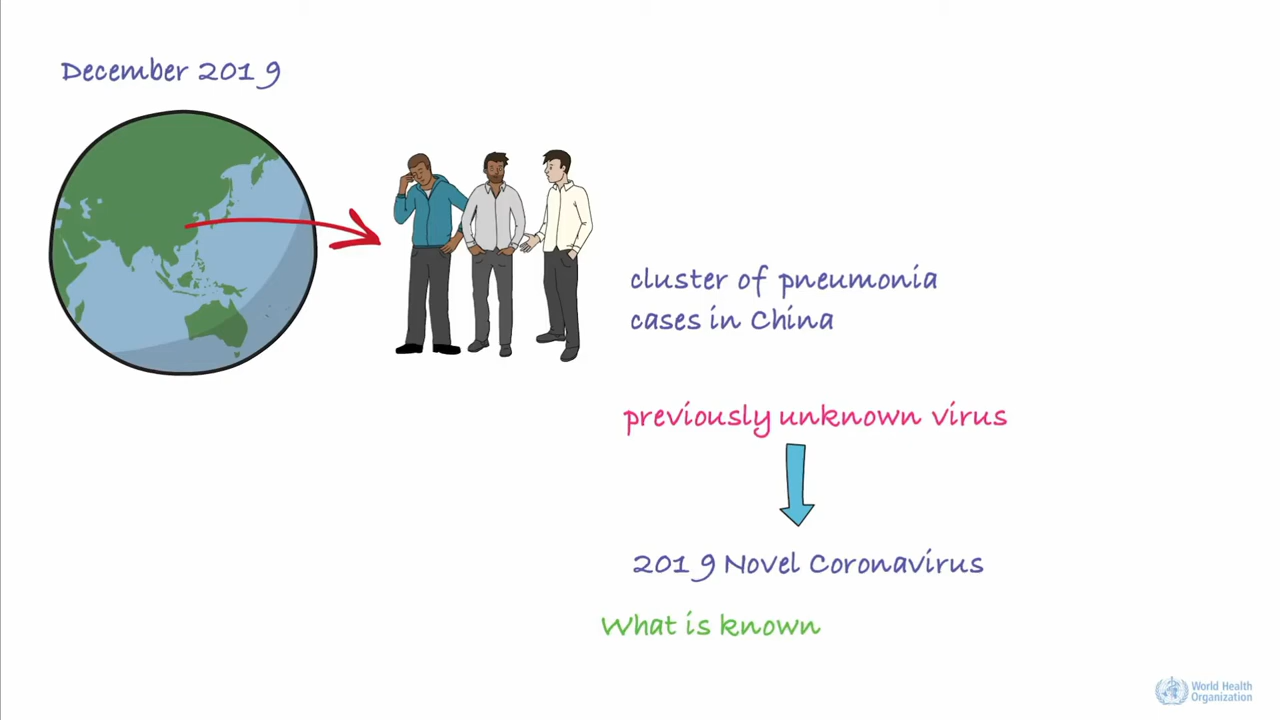 December 2019
cluster of pneumonia
cases in China
previously unknown virus
2019 Novel Coronavirus
What is known
World Health
Organization